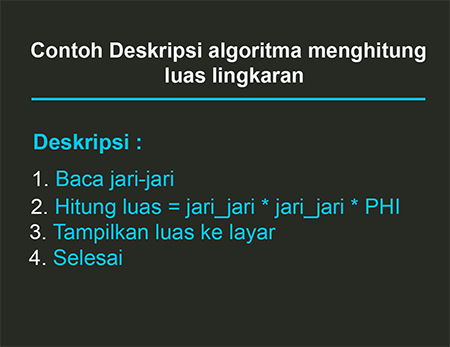 Contoh Deskripsi algoritma menghitung
luas lingkaran
Deskripsi :
1. Baca jari-jari
2. Hitung luas = jari_jari * jari_jari * PHI
3. Tampilkan luas ke layar
4. Selesai